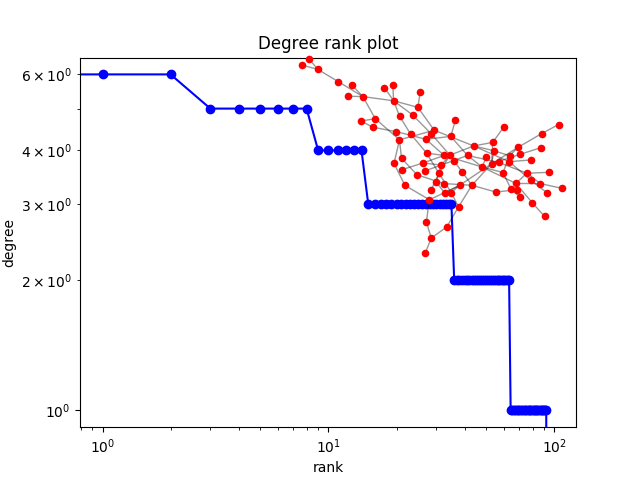 Degree rank plot
6 × 10⁰
4 × 10⁰
3 × 10⁰
2 × 10⁰
10⁰
degree
10⁰ 10¹ 10²
rank